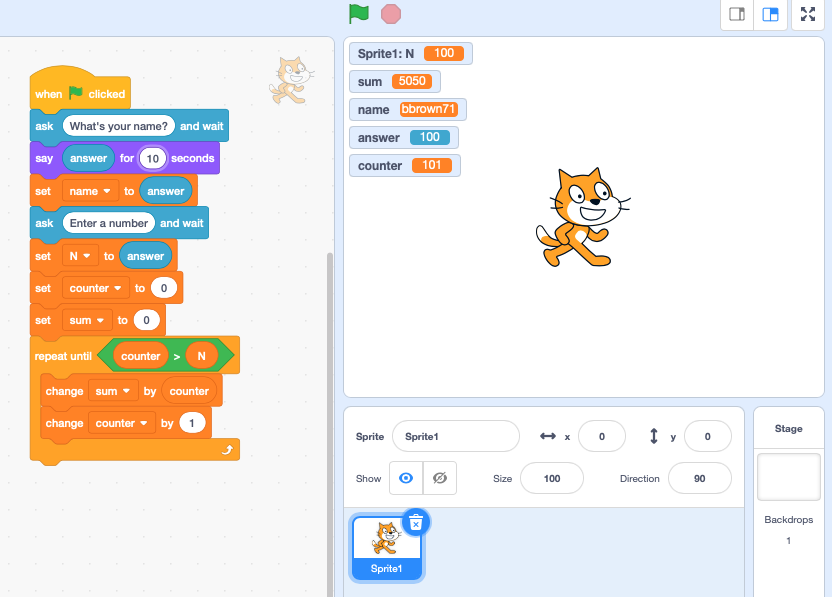 when clicked
ask What's your name? and wait
say answer for 10 seconds
set name to answer
ask Enter a number and wait
set N to answer
set counter to 0
set sum to 0
repeat until counter > N
change sum by counter
change counter by 1
Sprite1: N 100
sum 5050
name bbrown71
answer 100
counter 101
Sprite Sprite1 x 0 y 0
Show Size 100 Direction 90
Sprite1
Stage
Backdrops
1